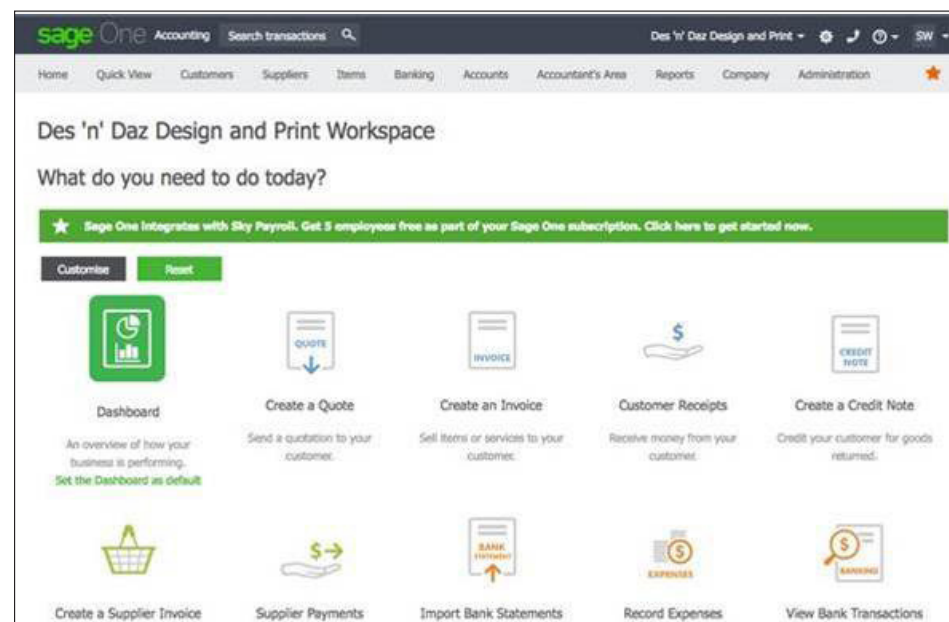 sage One Accounting Search transactions Des 'n' Daz Design and Print SW
Home Quick View Customers Suppliers Items Banking Accounts Accountant's Area Reports Company Administration
Des 'n' Daz Design and Print Workspace
What do you need to do today?
Sage One integrates with Sky Payroll. Get 5 employees free as part of your Sage One subscription. Click here to get started now.
Customise Reset
QUOTE
INVOICE
$
CREDIT
NOTE
Dashboard Create a Quote Create an Invoice Customer Receipts Create a Credit Note
An overview of how your
business is performing.
Set the Dashboard as default
Send a quotation to your
customer.
Sell items or services to your
customer.
Receive money from your
customer.
Credit your customer for goods
returned.
$
BANK
STATEMENT
$
EXPENSES
$
BANKING
Create a Supplier Invoice Supplier Payments Import Bank Statements Record Expenses View Bank Transactions